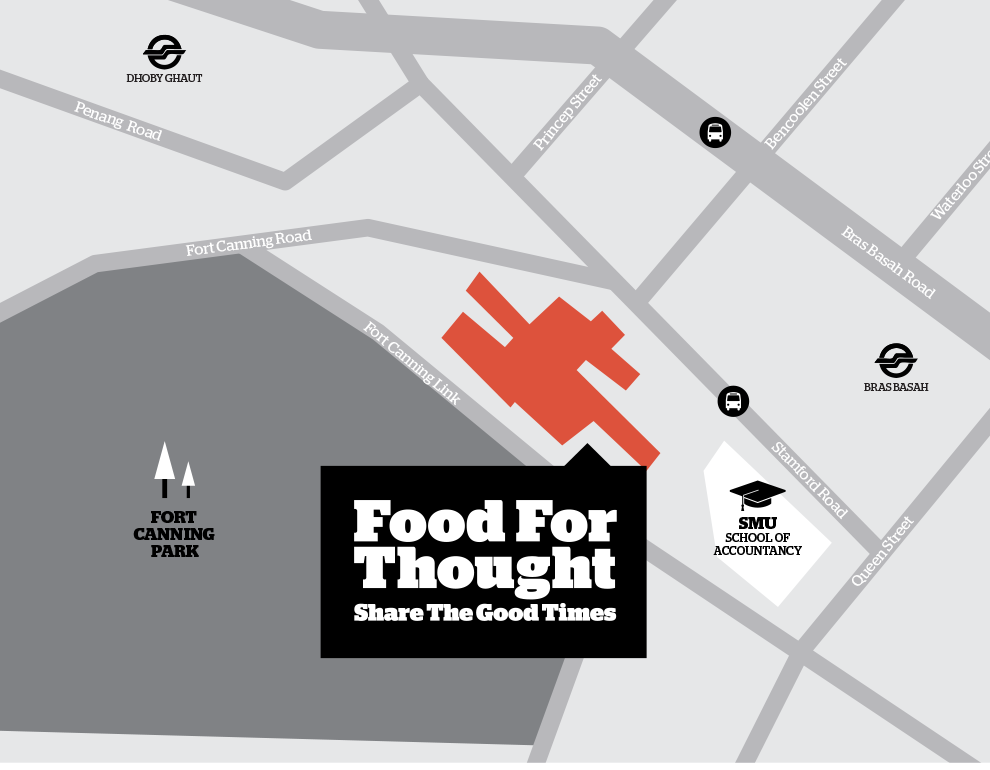 DHOBY GHAUT
Penang Road
Princep Street
Bencoolen Street
Waterloo Stre
Fort Canning Road
Bras Basah Road
Fort Canning Link
BRAS BASAH
Stamford Road
FORT
CANNING
PARK
SMU
SCHOOL OF
ACCOUNTANCY
Queen Street
Food For
Thought
Share The Good Times